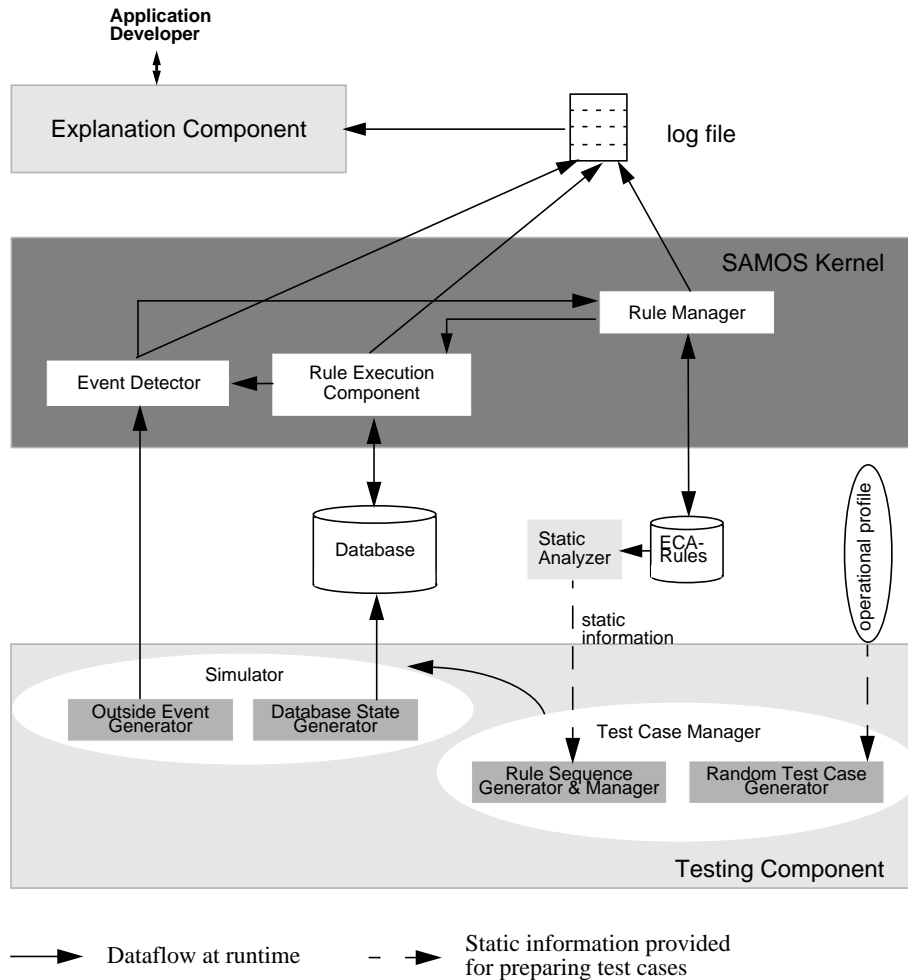 Application
Developer
Explanation Component
log file
SAMOS Kernel
Rule Manager
Event Detector
Rule Execution
Component
Database
Static
Analyzer
ECA-
Rules
operational profile
static
information
Simulator
Outside Event
Generator
Database State
Generator
Test Case Manager
Rule Sequence
Generator & Manager
Random Test Case
Generator
Testing Component
Dataflow at runtime
Static information provided
for preparing test cases